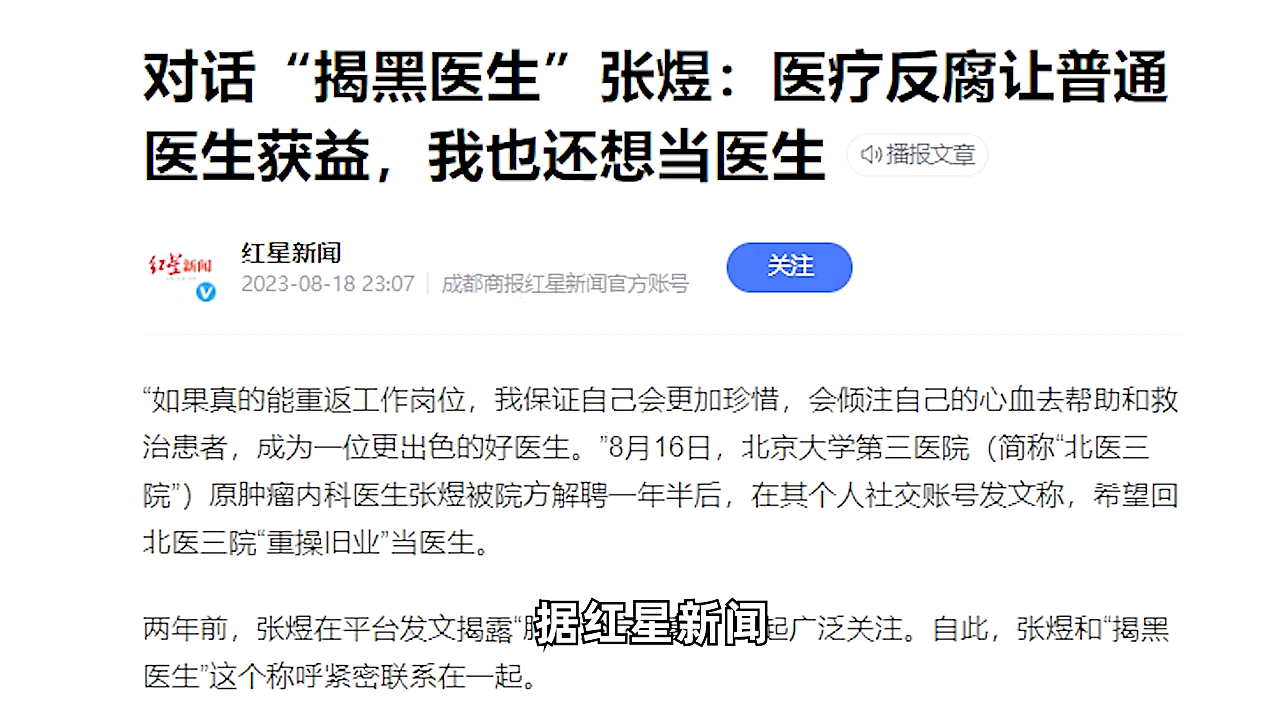 对话“揭黑医生”张煜：医疗反腐让普通
医生获益，我也还想当医生
播报文章
红星新闻
红星新闻
2023-08-18 23:07 成都商报红星新闻官方账号
关注
“如果真的能重返工作岗位，我保证自己会更加珍惜，会倾注自己的心血去帮助和救
治患者，成为一位更出色的好医生。”8月16日，北京大学第三医院（简称“北医三
院”）原肿瘤内科医生张煜被院方解聘一年半后，在其个人社交账号发文称，希望回
北医三院“重操旧业”当医生。
两年前，张煜在平台发文揭露“
据红星新闻
起广泛关注。自此，张煜和“揭黑
医生”这个称呼紧密联系在一起。